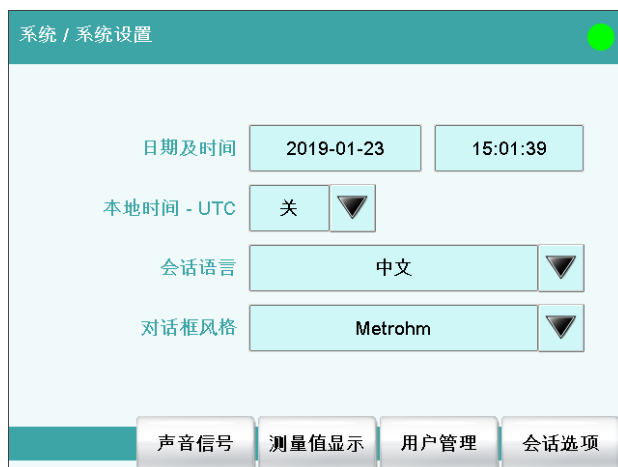 系统 / 系统设置
日期及时间 2019-01-23 15:01:39
本地时间 - UTC 关
会话语言 中文
对话框风格 Metrohm
声音信号 测量值显示 用户管理 会话选项